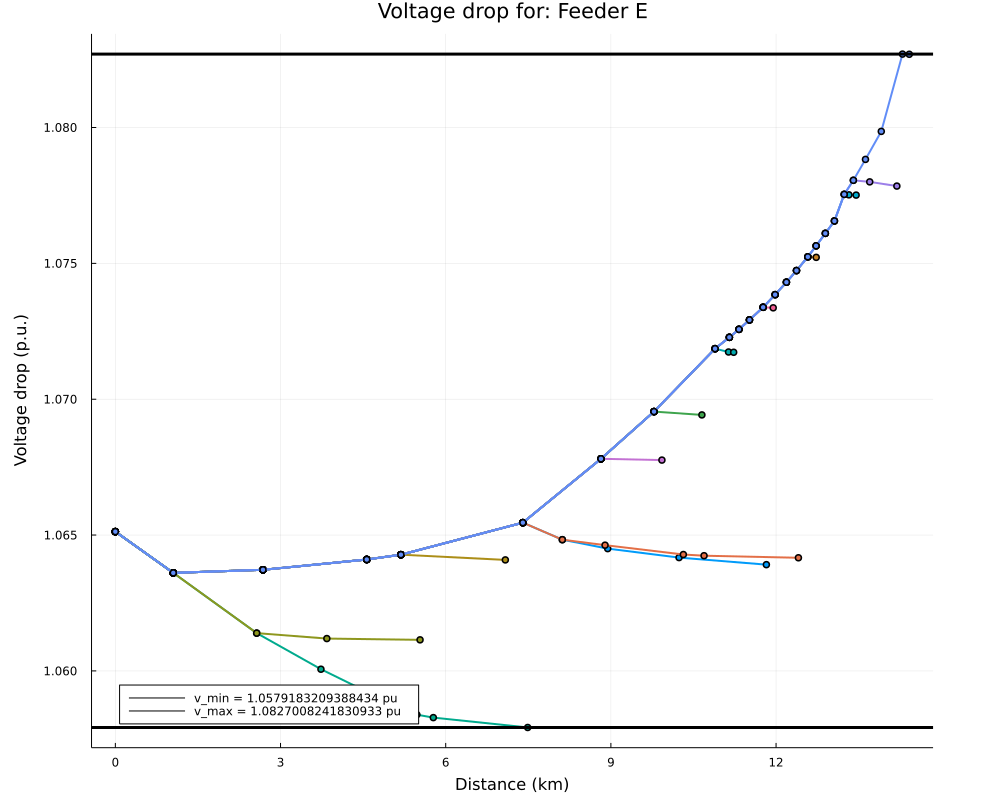 Voltage drop for: Feeder E
Voltage drop (p.u.)
1.080
1.075
1.070
1.065
1.060
v_min = 1.0579183209388434 pu
v_max = 1.0827008241830933 pu
0 3 6 9 12
Distance (km)